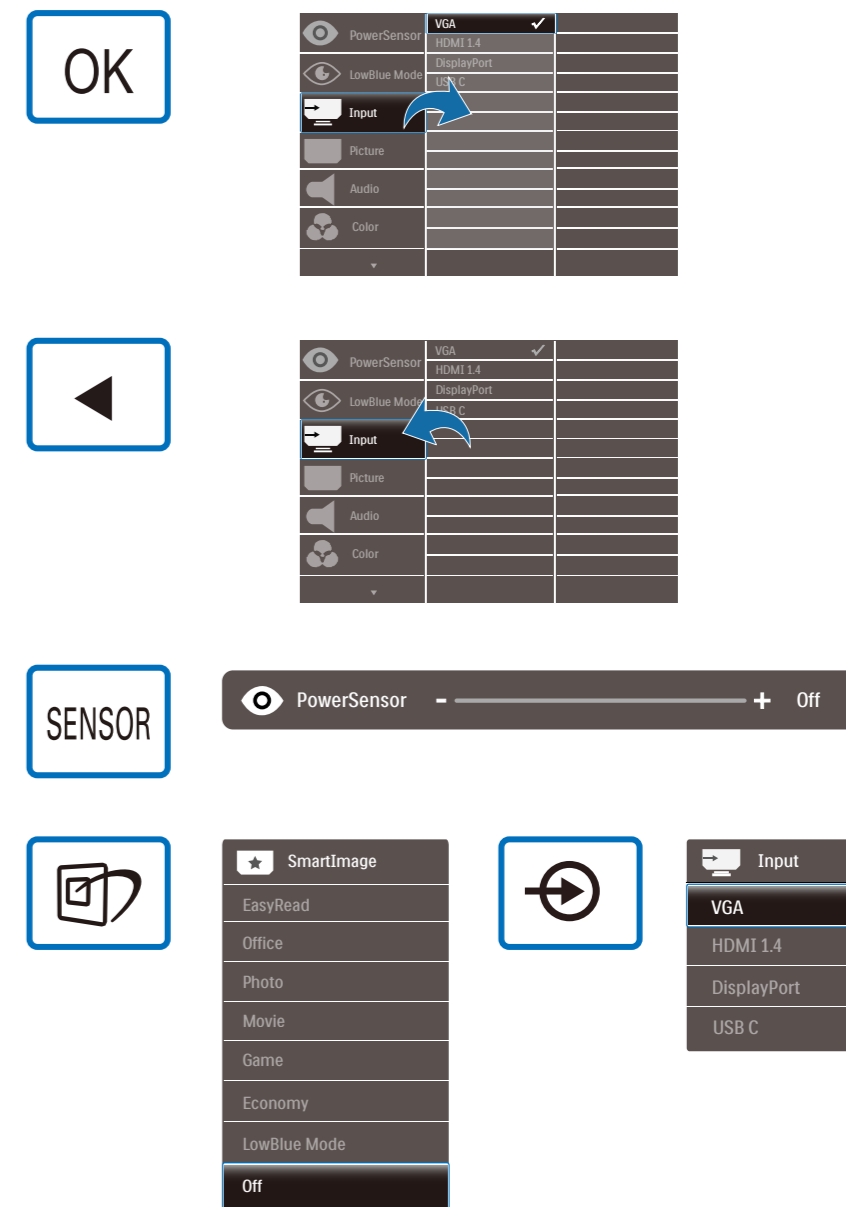 OK
PowerSensor
LowBlue Mode
Input
Picture
Audio
Color
VGA
HDMI 1.4
DisplayPort
USB C
PowerSensor
LowBlue Mode
Input
Picture
Audio
Color
VGA
HDMI 1.4
DisplayPort
USB C
SENSOR
PowerSensor - + Off
SmartImage
EasyRead
Office
Photo
Movie
Game
Economy
LowBlue Mode
Off
Input
VGA
HDMI 1.4
DisplayPort
USB C